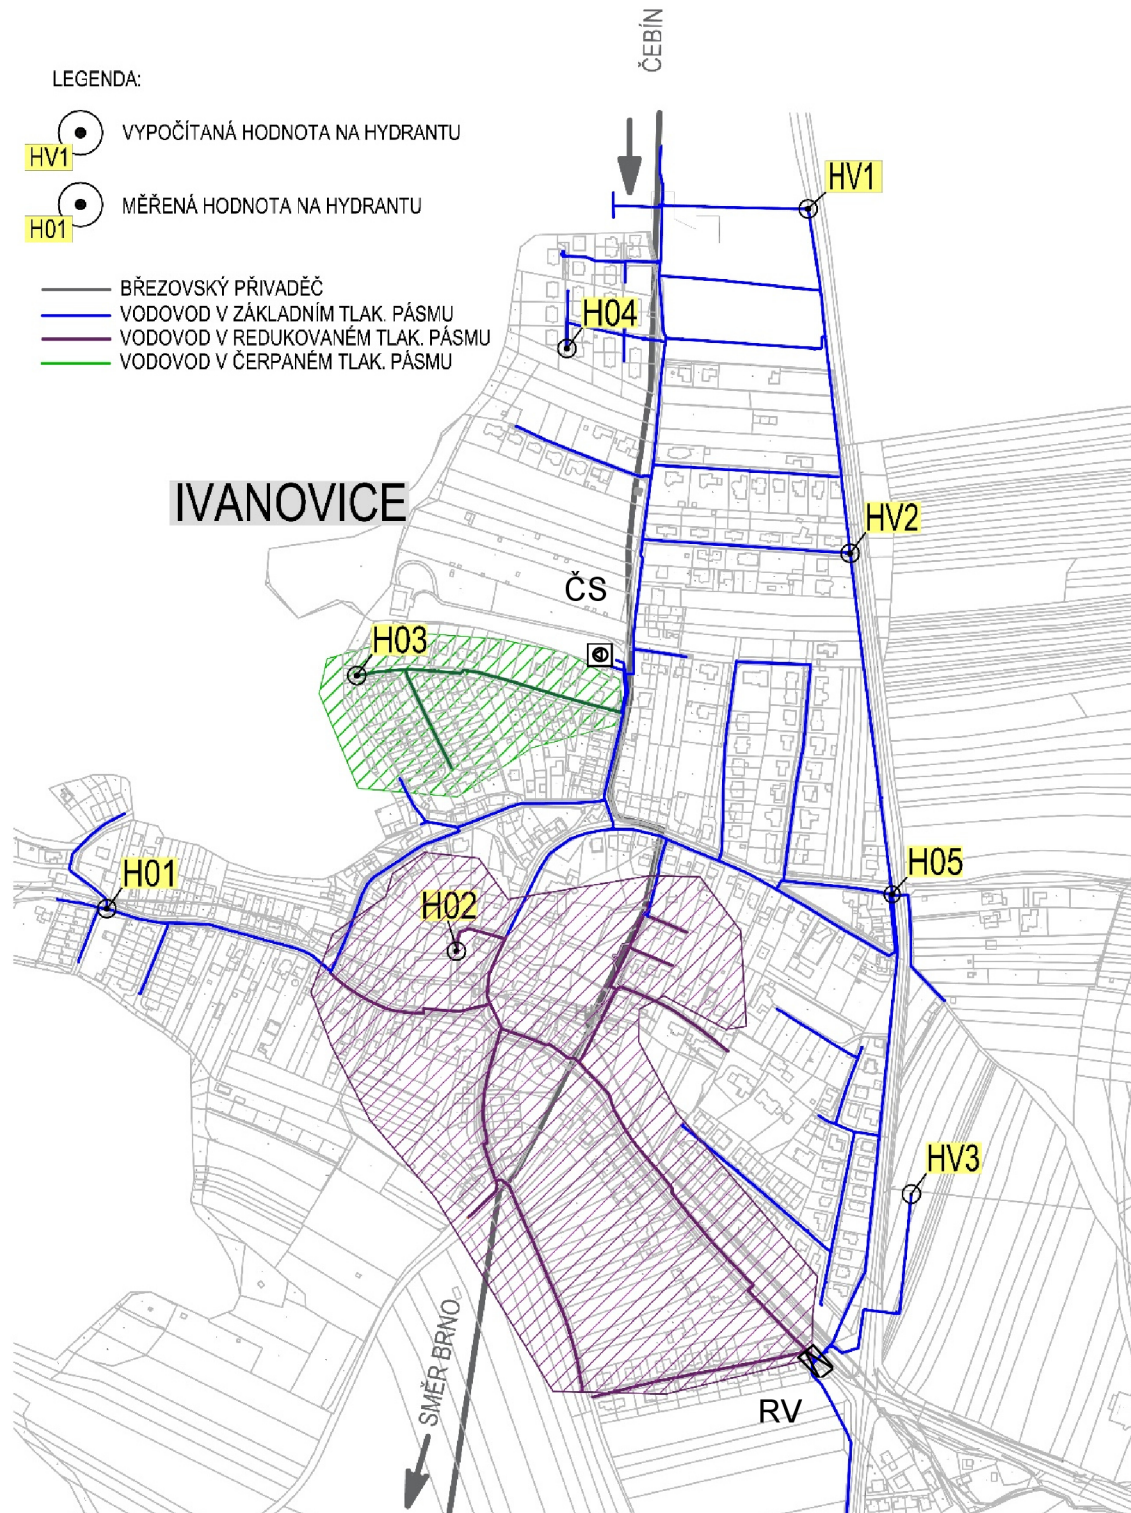 ČEBÍN
LEGENDA:
VYPOČÍTANÁ HODNOTA NA HYDRANTU
HV1
MĚŘENÁ HODNOTA NA HYDRANTU
H01
BŘEZOVSKÝ PŘIVADĚČ
VODOVOD V ZÁKLADNÍM TLAK. PÁSMU
VODOVOD V REDUKOVANÉM TLAK. PÁSMU
VODOVOD V ČERPANÉM TLAK. PÁSMU
HV1
H04
IVANOVICE
HV2
ČS
H03
H01
H02
H05
HV3
SMĚR BRNO
RV